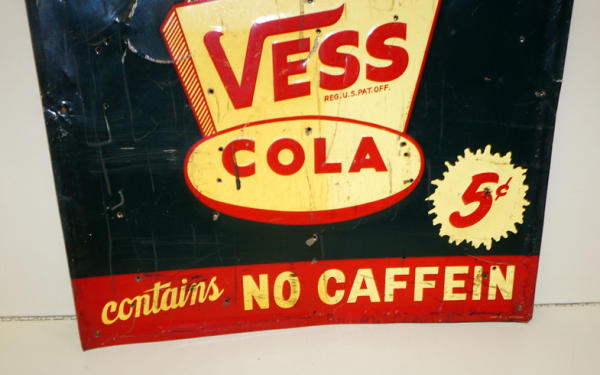 VESS
REG. U.S. PAT. OFF.
COLA
5¢
contains NO CAFFEIN